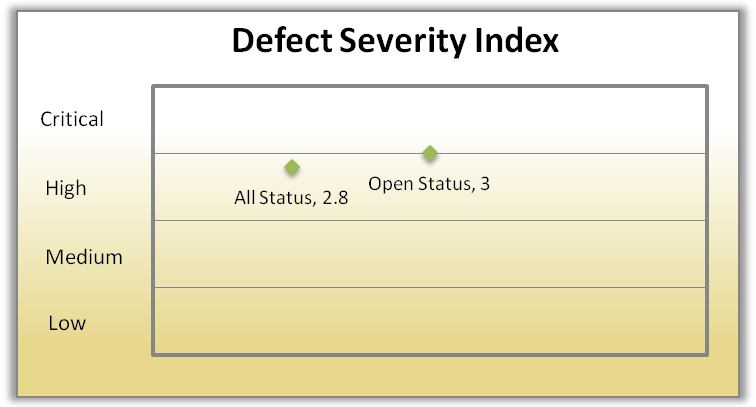 Defect Severity Index
Critical
High
All Status, 2.8
Open Status, 3
Medium
Low